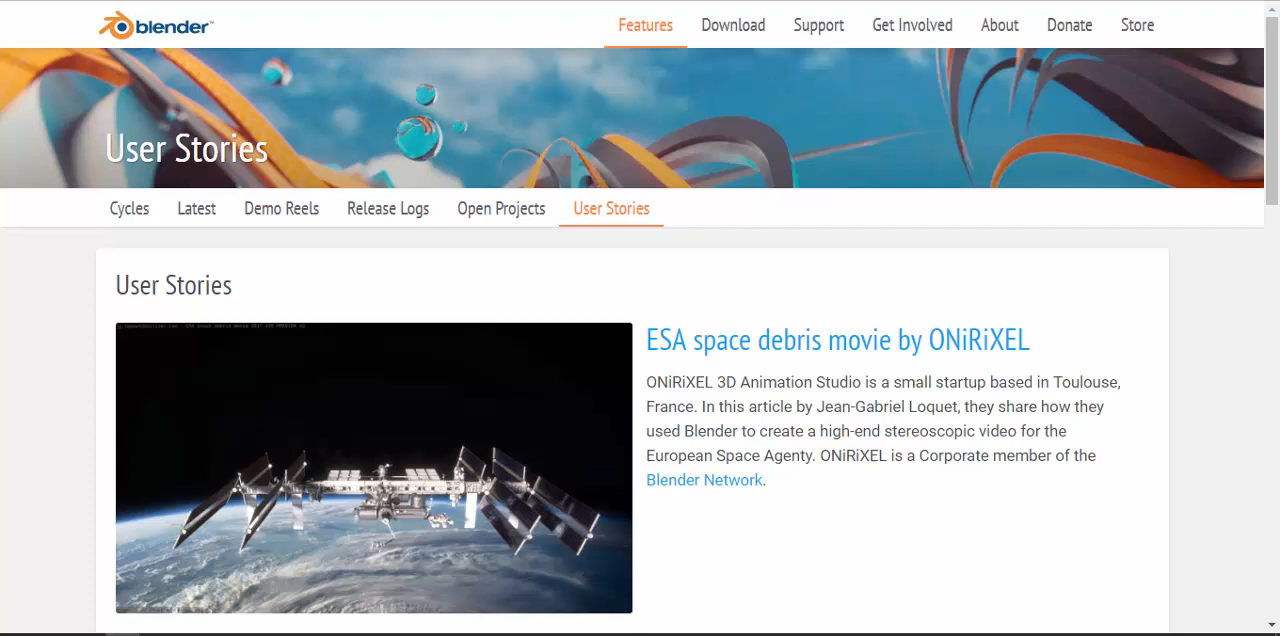 blender™
Features Download Support Get Involved About Donate Store
User Stories
Cycles Latest Demo Reels Release Logs Open Projects User Stories
User Stories
ESA space debris movie by ONiRiXEL
ONiRiXEL 3D Animation Studio is a small startup based in Toulouse,
France. In this article by Jean-Gabriel Loquet, they share how they
used Blender to create a high-end stereoscopic video for the
European Space Agenty. ONiRiXEL is a Corporate member of the
Blender Network.